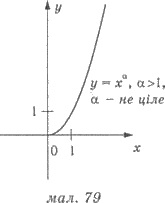 y
y = x^α, α>1,
α – не ціле
1
0 1 x
мал. 79